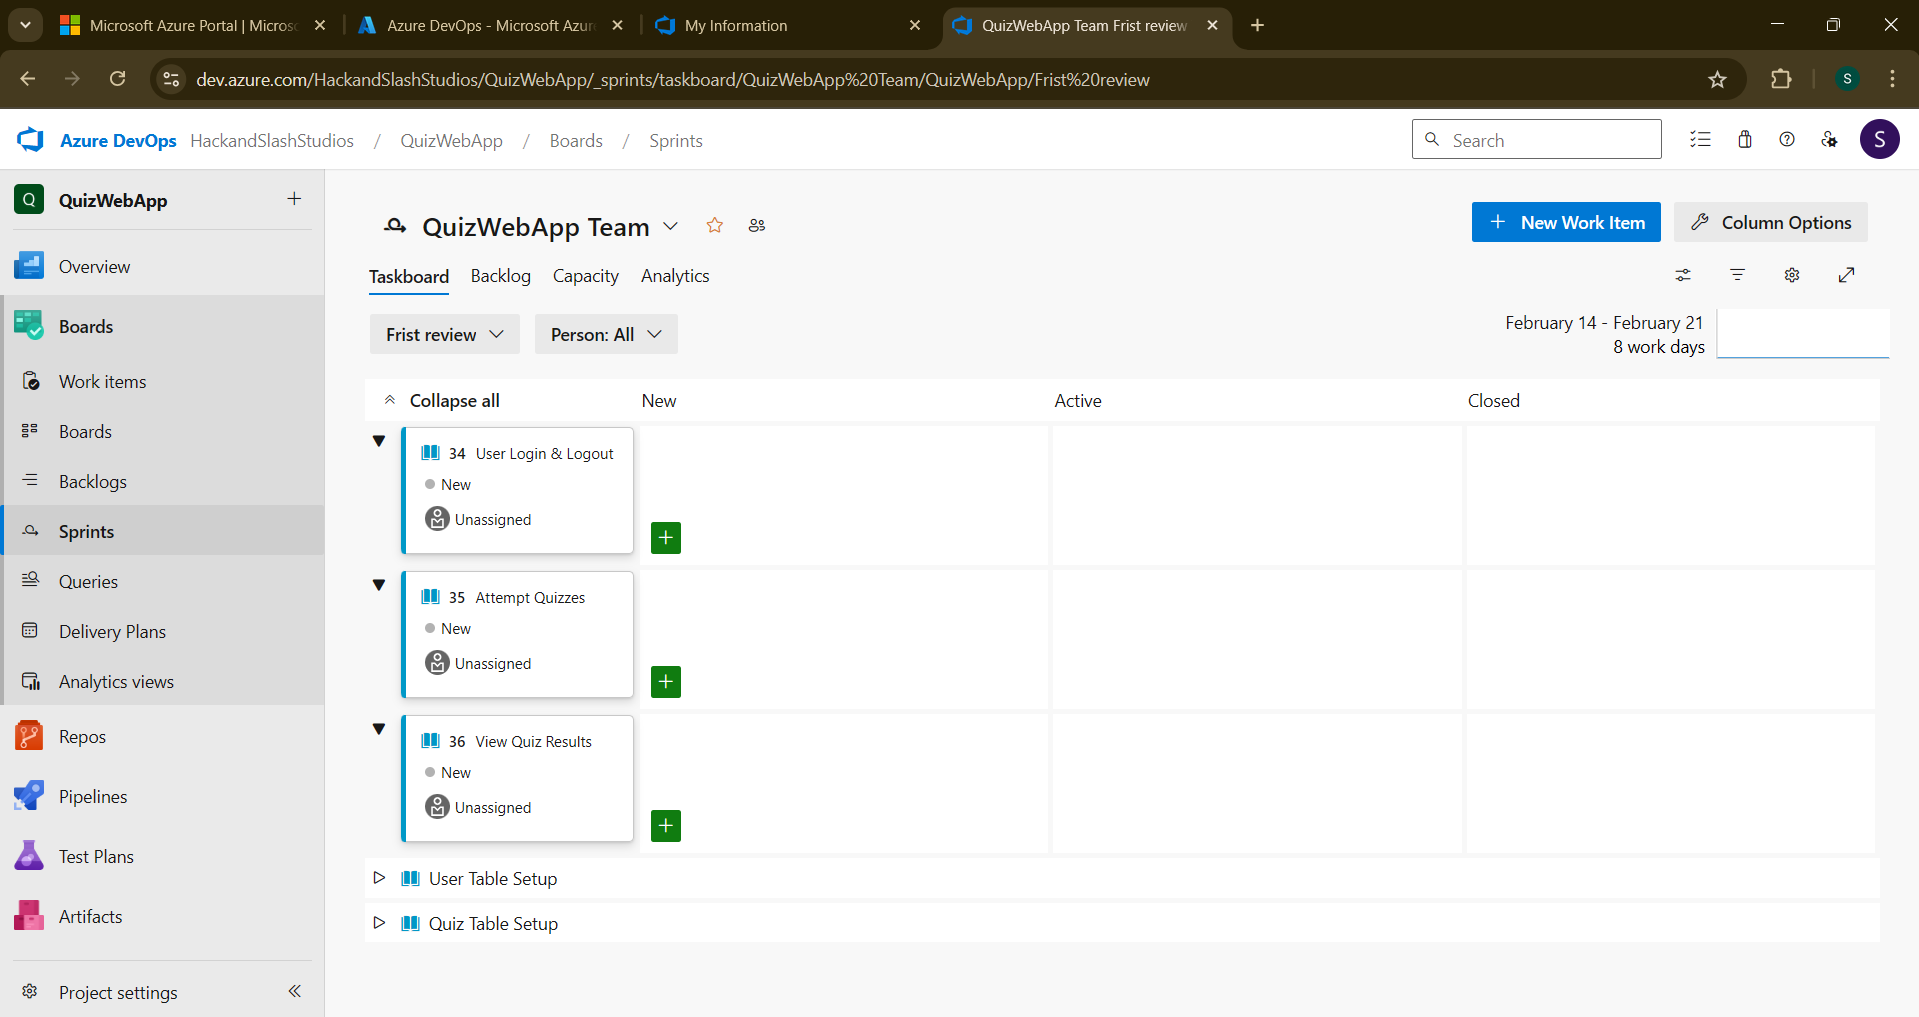 Microsoft Azure Portal | Micros
Azure DevOps - Microsoft Azur
My Information
QuizWebApp Team Frist review
dev.azure.com/HackandSlashStudios/QuizWebApp/_sprints/taskboard/QuizWebApp%20Team/QuizWebApp/Frist%20review
S
Azure DevOps HackandSlashStudios / QuizWebApp / Boards / Sprints
Search
S
Q QuizWebApp
Overview
Boards
Work items
Boards
Backlogs
Sprints
Queries
Delivery Plans
Analytics views
Repos
Pipelines
Test Plans
Artifacts
Project settings
QuizWebApp Team
New Work Item
Column Options
Taskboard Backlog Capacity Analytics
Frist review
Person: All
February 14 - February 21
8 work days
Collapse all New Active Closed
34 User Login & Logout
New
Unassigned
35 Attempt Quizzes
New
Unassigned
36 View Quiz Results
New
Unassigned
User Table Setup
Quiz Table Setup